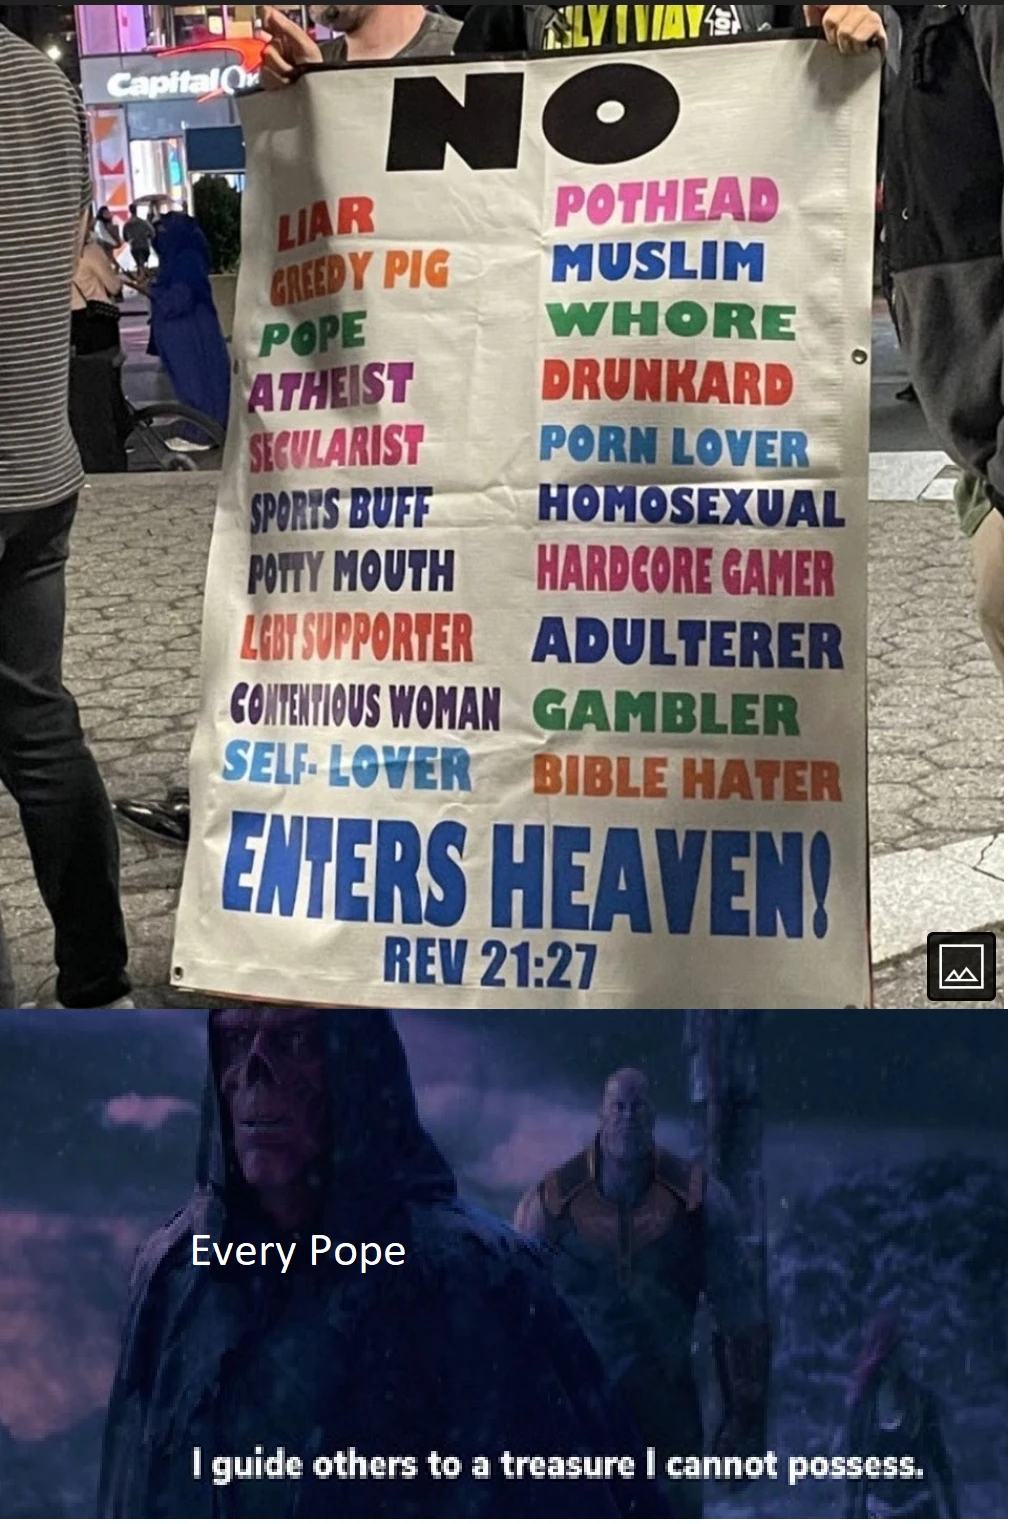 Capital On
NO
LIAR
GREEDY PIG
POPE
ATHEIST
SECULARIST
SPORTS BUFF
POTTY MOUTH
LGBT SUPPORTER
CONTENTIOUS WOMAN
SELF-LOVER
POTHEAD
MUSLIM
WHORE
DRUNKARD
PORN LOVER
HOMOSEXUAL
HARDCORE GAMER
ADULTERER
GAMBLER
BIBLE HATER
ENTERS HEAVEN!
REV 21:27
Every Pope
I guide others to a treasure I cannot possess.